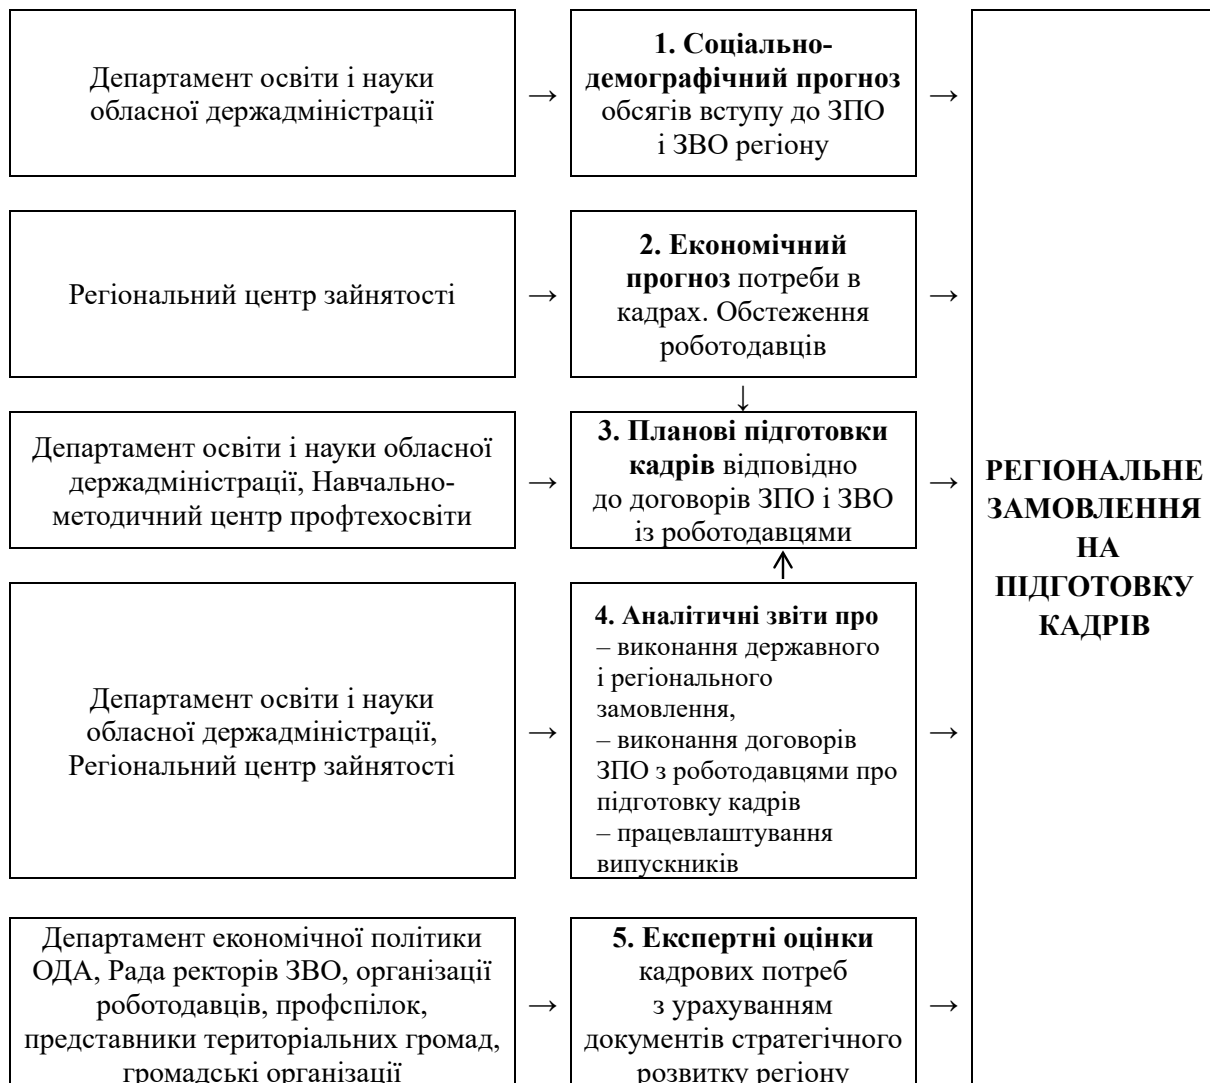 Департамент освіти і науки
обласної держадміністрації
→
1. Соціально-
демографічний прогноз
обсягів вступу до ЗПО
і ЗВО регіону
→
Регіональний центр зайнятості
→
2. Економічний
прогноз потреби в
кадрах. Обстеження
роботодавців
→
↓
Департамент освіти і науки обласної
держадміністрації, Навчально-
методичний центр профтехосвіти
→
3. Планові підготовки
кадрів відповідно
до договорів ЗПО і ЗВО
із роботодавцями
→
↑
Департамент освіти і науки
обласної держадміністрації,
Регіональний центр зайнятості
→
4. Аналітичні звіти про
– виконання державного
і регіонального
замовлення,
– виконання договорів
ЗПО з роботодавцями про
підготовку кадрів
– працевлаштування
випускників
→
Департамент економічної політики
ОДА, Рада ректорів ЗВО, організації
роботодавців, профспілок,
представники територіальних громад,
громадські організації
→
5. Експертні оцінки
кадрових потреб
з урахуванням
документів стратегічного
розвитку регіону
→
РЕГІОНАЛЬНЕ
ЗАМОВЛЕННЯ
НА
ПІДГОТОВКУ
КАДРІВ